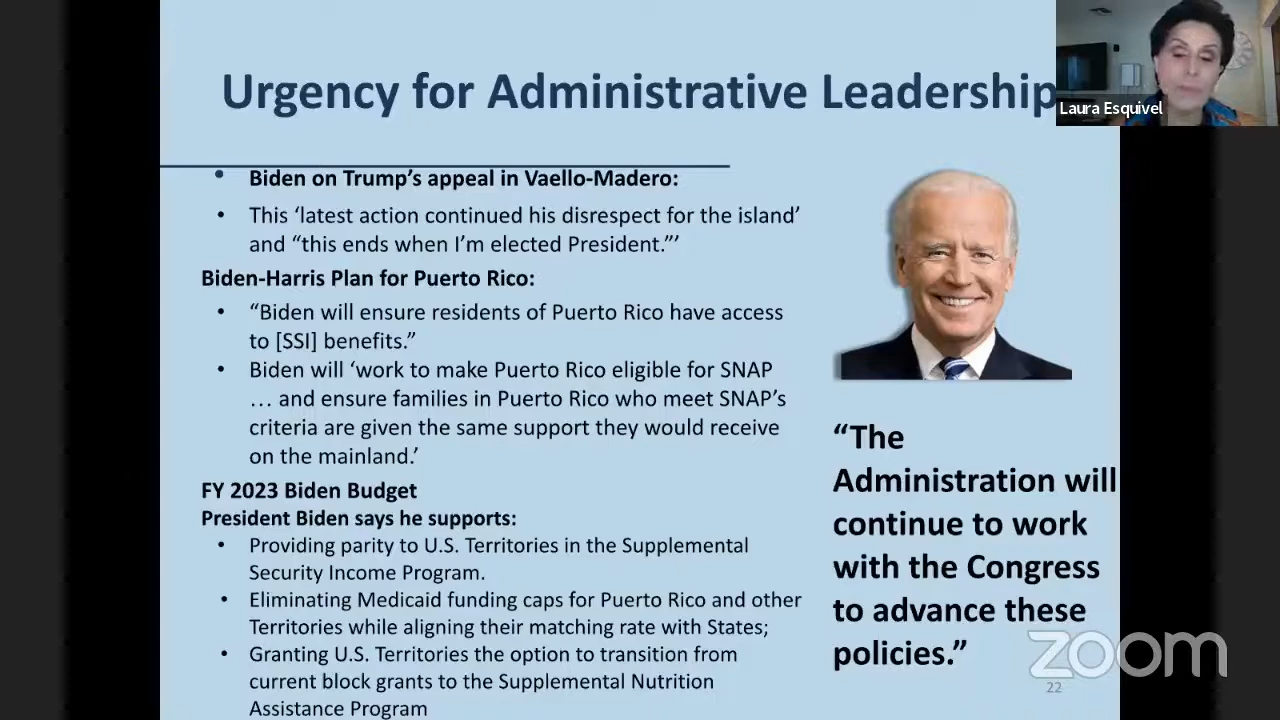 Urgency for Administrative Leadership
Laura Esquivel
• Biden on Trump’s appeal in Vaello-Madero:
• This ‘latest action continued his disrespect for the island’
and “this ends when I’m elected President.”’
Biden-Harris Plan for Puerto Rico:
• “Biden will ensure residents of Puerto Rico have access
to [SSI] benefits.”
• Biden will ‘work to make Puerto Rico eligible for SNAP
… and ensure families in Puerto Rico who meet SNAP’s
criteria are given the same support they would receive
on the mainland.’
FY 2023 Biden Budget
President Biden says he supports:
• Providing parity to U.S. Territories in the Supplemental
Security Income Program.
• Eliminating Medicaid funding caps for Puerto Rico and other
Territories while aligning their matching rate with States;
• Granting U.S. Territories the option to transition from
current block grants to the Supplemental Nutrition
Assistance Program
“The
Administration will
continue to work
with the Congress
to advance these
policies.”
zoom
22